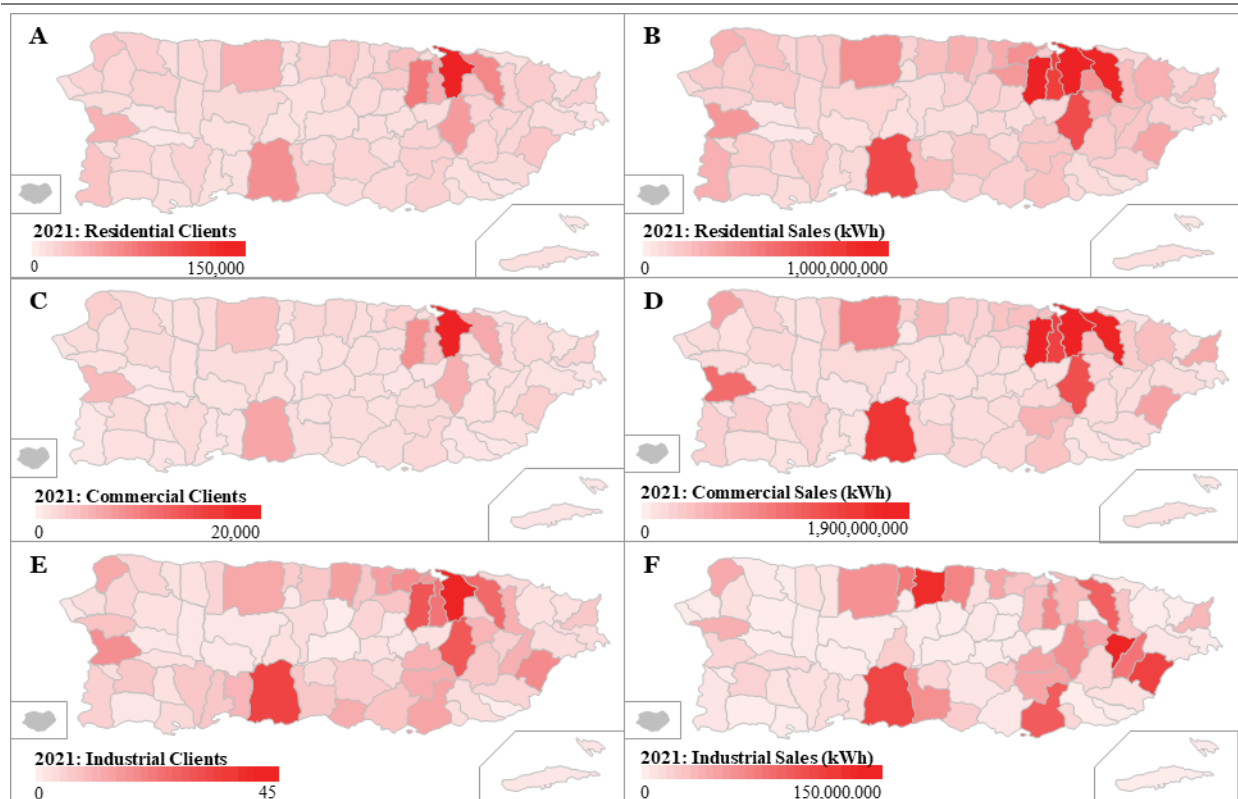 A
2021: Residential Clients
0 150,000
B
2021: Residential Sales (kWh)
0 1,000,000,000
C
2021: Commercial Clients
0 20,000
D
2021: Commercial Sales (kWh)
0 1,900,000,000
E
2021: Industrial Clients
0 45
F
2021: Industrial Sales (kWh)
0 150,000,000